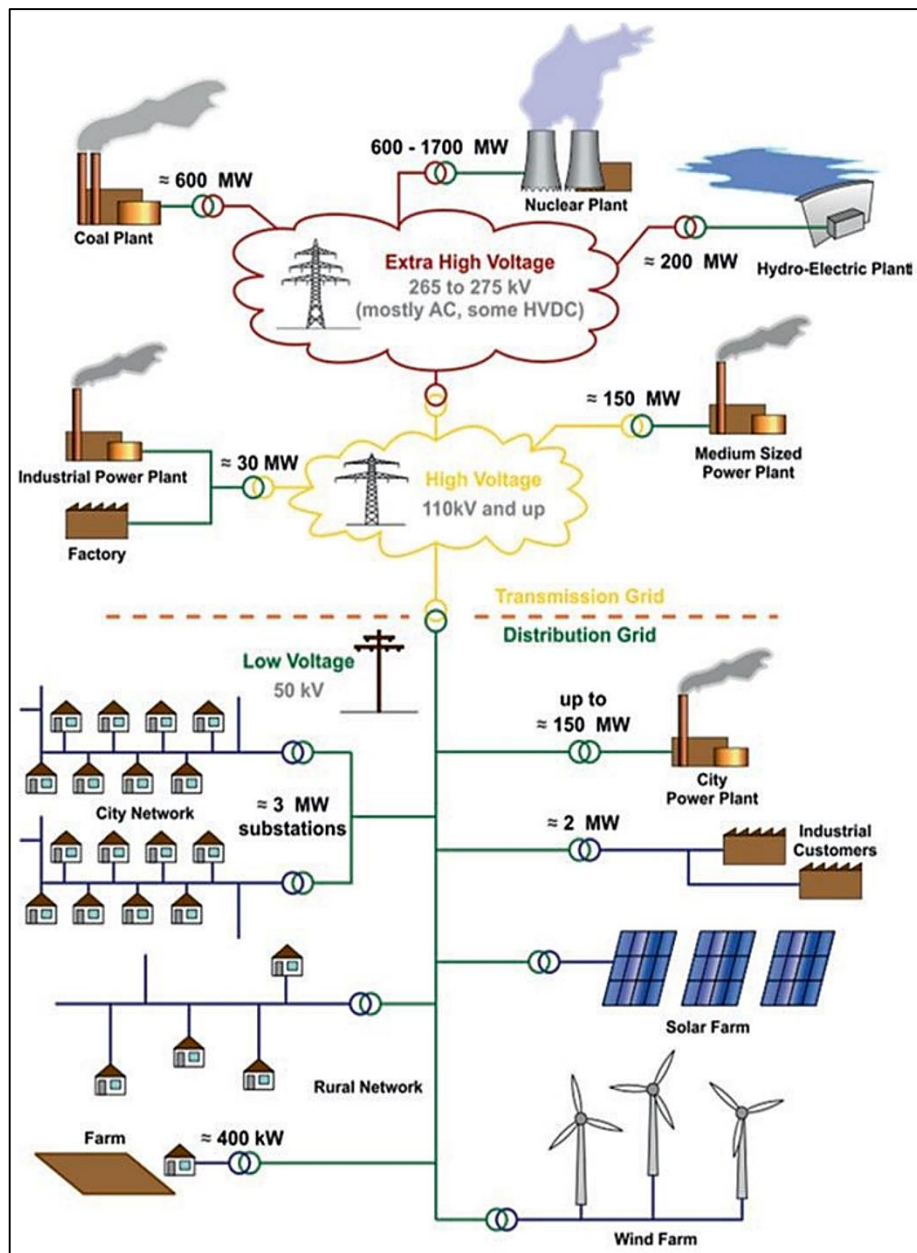 600 - 1700 MW
≈ 600 MW
Nuclear Plant
Coal Plant
Extra High Voltage
265 to 275 kV
(mostly AC, some HVDC)
≈ 200 MW
Hydro-Electric Plant
≈ 150 MW
Medium Sized
Power Plant
Industrial Power Plant
≈ 30 MW
High Voltage
110kV and up
Factory
Transmission Grid
Distribution Grid
Low Voltage
50 kV
up to
≈ 150 MW
City
Power Plant
City Network
≈ 3 MW
substations
≈ 2 MW
Industrial
Customers
Solar Farm
Rural Network
Farm
≈ 400 kW
Wind Farm